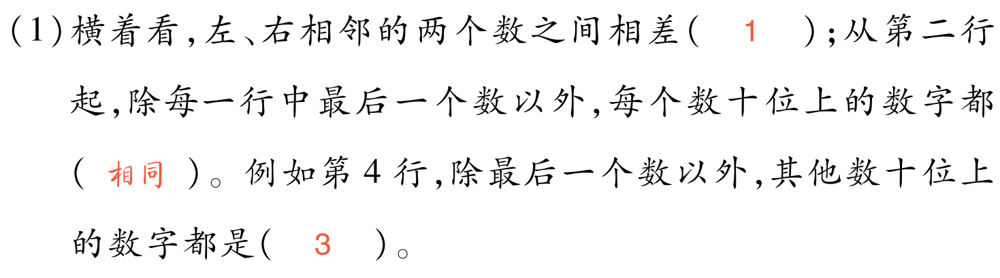 (1)横着看,左、右相邻的两个数之间相差( 1 );从第二行
起,除每一行中最后一个数以外,每个数十位上的数字都
( 相同 )。例如第 4 行,除最后一个数以外,其他数十位上
的数字都是( 3 )。